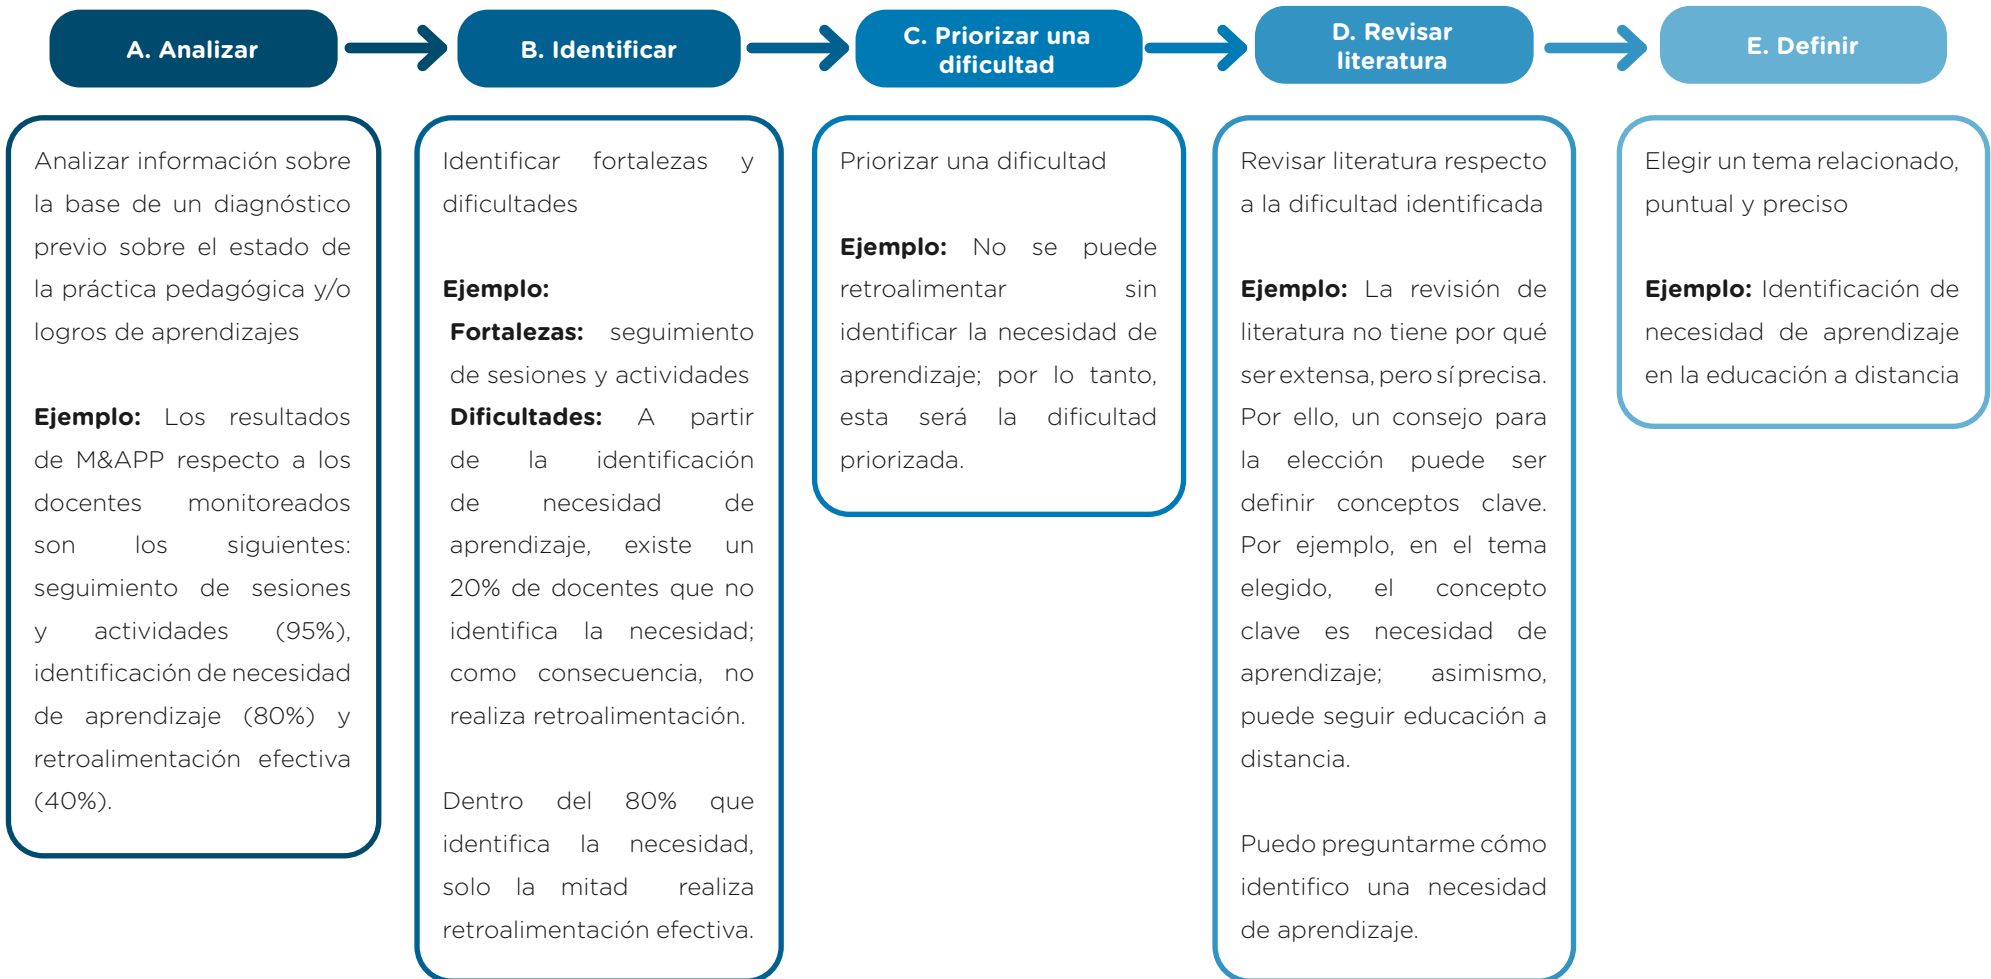 A. Analizar
B. Identificar
C. Priorizar una
dificultad
D. Revisar
literatura
E. Definir
Analizar información sobre
la base de un diagnóstico
previo sobre el estado de
la práctica pedagógica y/o
logros de aprendizajes
Ejemplo: Los resultados
de M&APP respecto a los
docentes monitoreados
son los siguientes:
seguimiento de sesiones
y actividades (95%),
identificación de necesidad
de aprendizaje (80%) y
retroalimentación efectiva
(40%).
Identificar fortalezas y
dificultades
Ejemplo:
Fortalezas: seguimiento
de sesiones y actividades
Dificultades: A partir
de la identificación
de necesidad de
aprendizaje, existe un
20% de docentes que no
identifica la necesidad;
como consecuencia, no
realiza retroalimentación.
Dentro del 80% que
identifica la necesidad,
solo la mitad realiza
retroalimentación efectiva.
Priorizar una dificultad
Ejemplo: No se puede
retroalimentar sin
identificar la necesidad de
aprendizaje; por lo tanto,
esta será la dificultad
priorizada.
Revisar literatura respecto
a la dificultad identificada
Ejemplo: La revisión de
literatura no tiene por qué
ser extensa, pero sí precisa.
Por ello, un consejo para
la elección puede ser
definir conceptos clave.
Por ejemplo, en el tema
elegido, el concepto
clave es necesidad de
aprendizaje; asimismo,
puede seguir educación a
distancia.
Puedo preguntarme cómo
identifico una necesidad
de aprendizaje.
Elegir un tema relacionado,
puntual y preciso
Ejemplo: Identificación de
necesidad de aprendizaje
en la educación a distancia